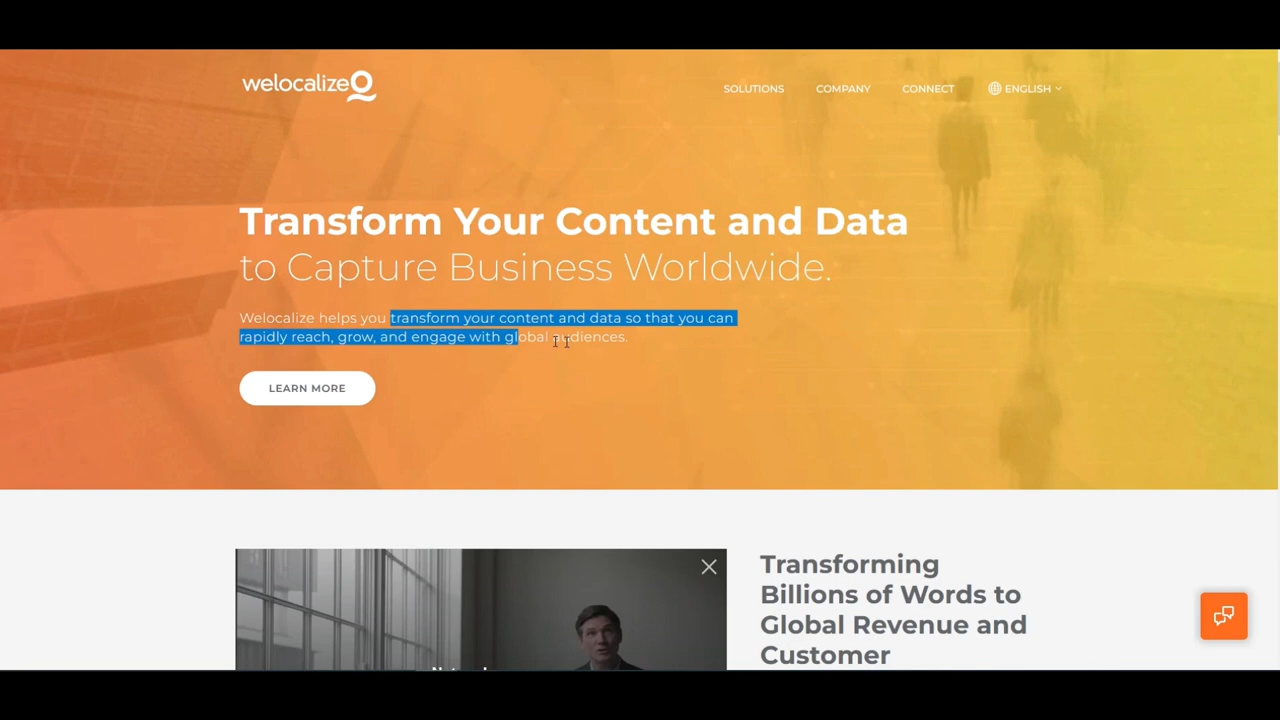 welocalize
SOLUTIONS COMPANY CONNECT ENGLISH
Transform Your Content and Data
to Capture Business Worldwide.
Welocalize helps you transform your content and data so that you can
rapidly reach, grow, and engage with global audiences.
LEARN MORE
Transforming
Billions of Words to
Global Revenue and
Customer